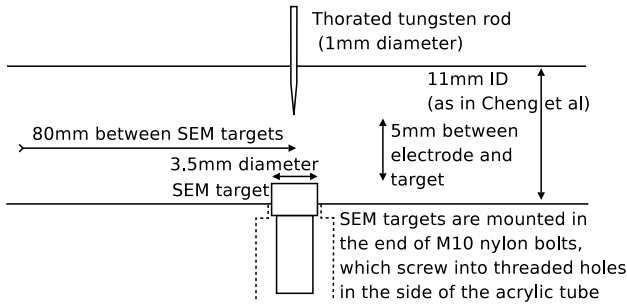 Thorated tungsten rod
(1mm diameter)
11mm ID
(as in Cheng et al)
80mm between SEM targets
5mm between
electrode and
target
3.5mm diameter
SEM target
SEM targets are mounted in
the end of M10 nylon bolts,
which screw into threaded holes
in the side of the acrylic tube